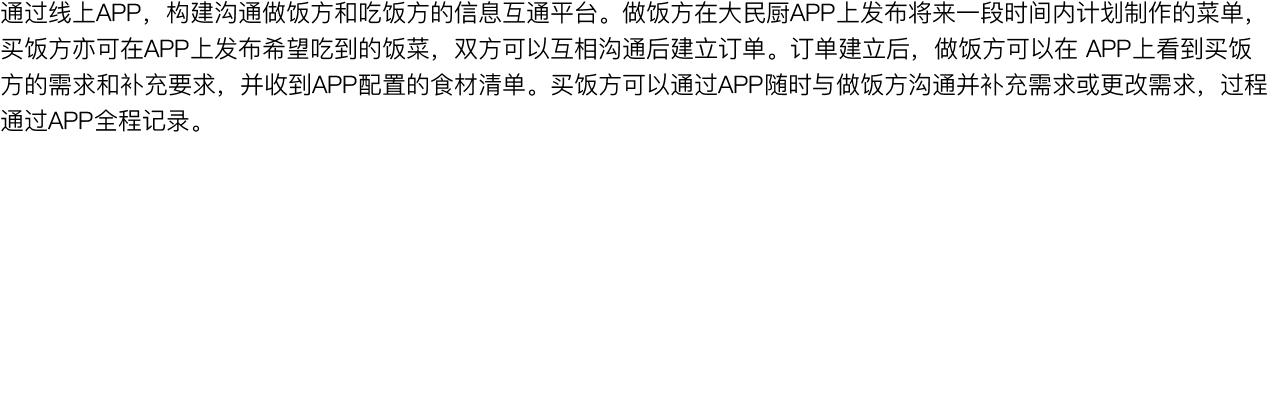 通过线上APP，构建沟通做饭方和吃饭方的信息互通平台。做饭方在大民厨APP上发布将来一段时间内计划制作的菜单，
买饭方亦可在APP上发布希望吃到的饭菜，双方可以互相沟通后建立订单。订单建立后，做饭方可以在 APP上看到买饭
方的需求和补充要求，并收到APP配置的食材清单。买饭方可以通过APP随时与做饭方沟通并补充需求或更改需求，过程
通过APP全程记录。